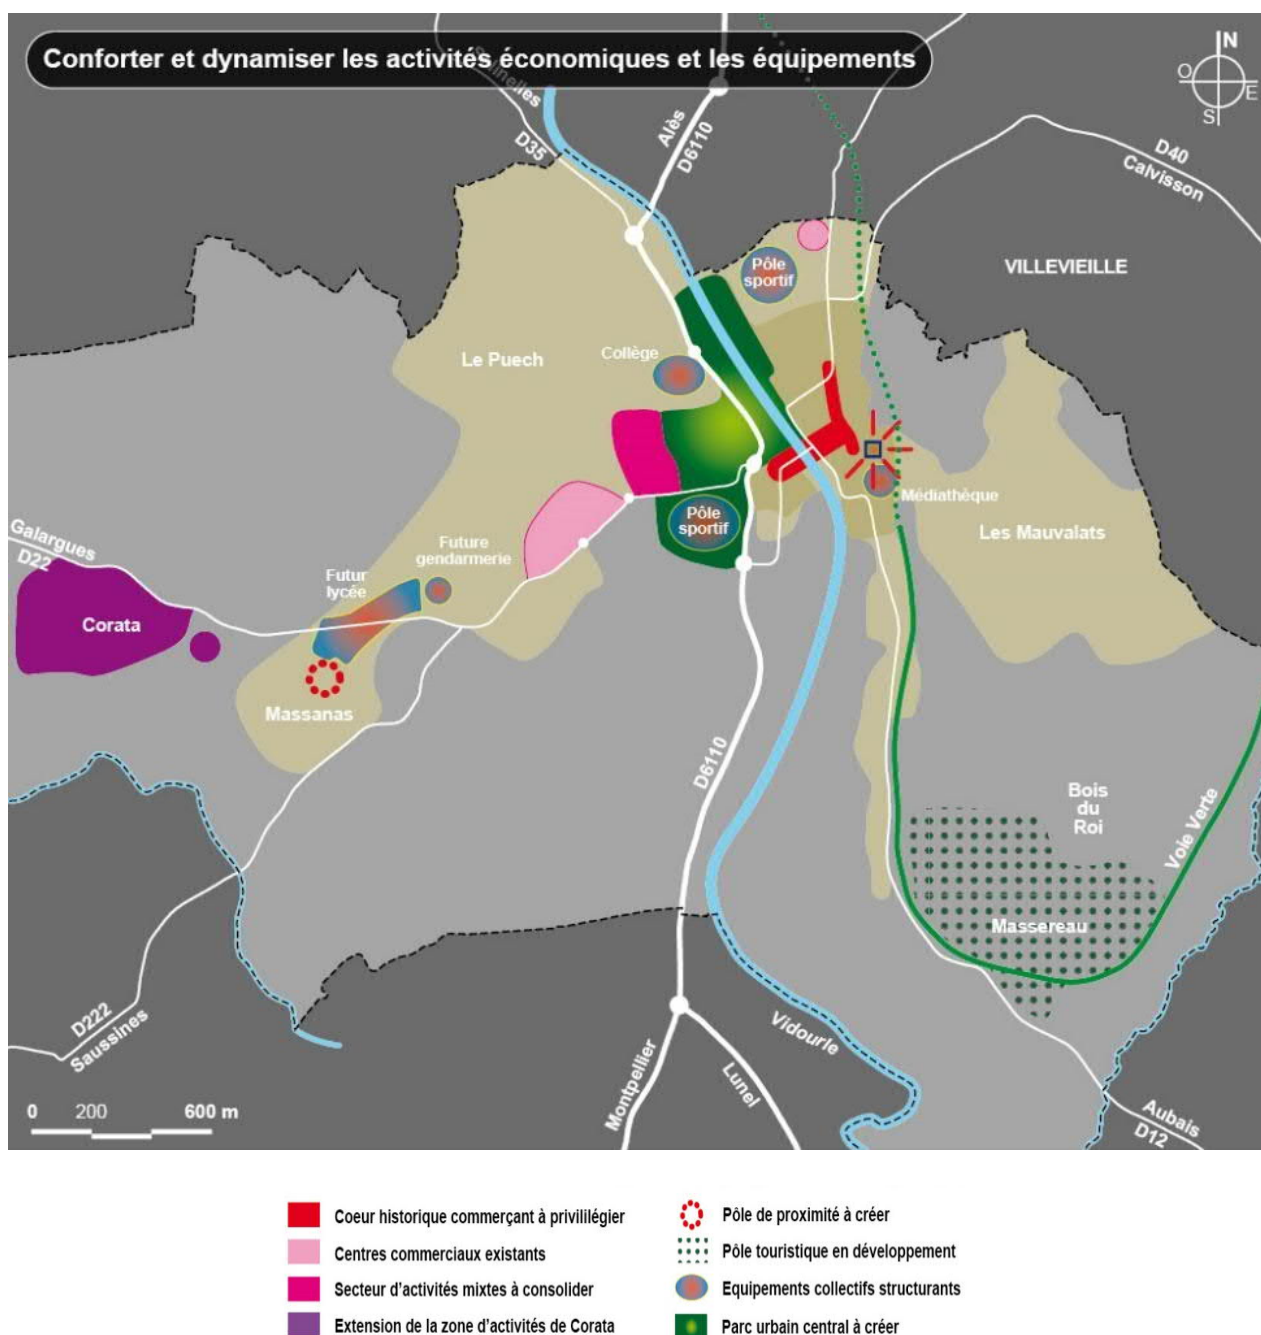 Conforter et dynamiser les activités économiques et les équipements
N
O
E
S
Alès
D6110
D35
D40
Calvisson
VILLEVIEILLE
Pôle
sportif
Le Puech
Collège
Médiathèque
Les Mauvalats
Pôle
sportif
Galargues
D22
Future
gendarmerie
Futur
lycée
Corata
Massanas
D6110
Bois
du
Roi
Voie Verte
Massereau
D222
Saussines
Vidourle
Montpellier
Lunel
Aubais
D12
0 200 600 m
Coeur historique commerçant à privililégier
Centres commerciaux existants
Secteur d'activités mixtes à consolider
Extension de la zone d'activités de Corata
Pôle de proximité à créer
Pôle touristique en développement
Equipements collectifs structurants
Parc urbain central à créer